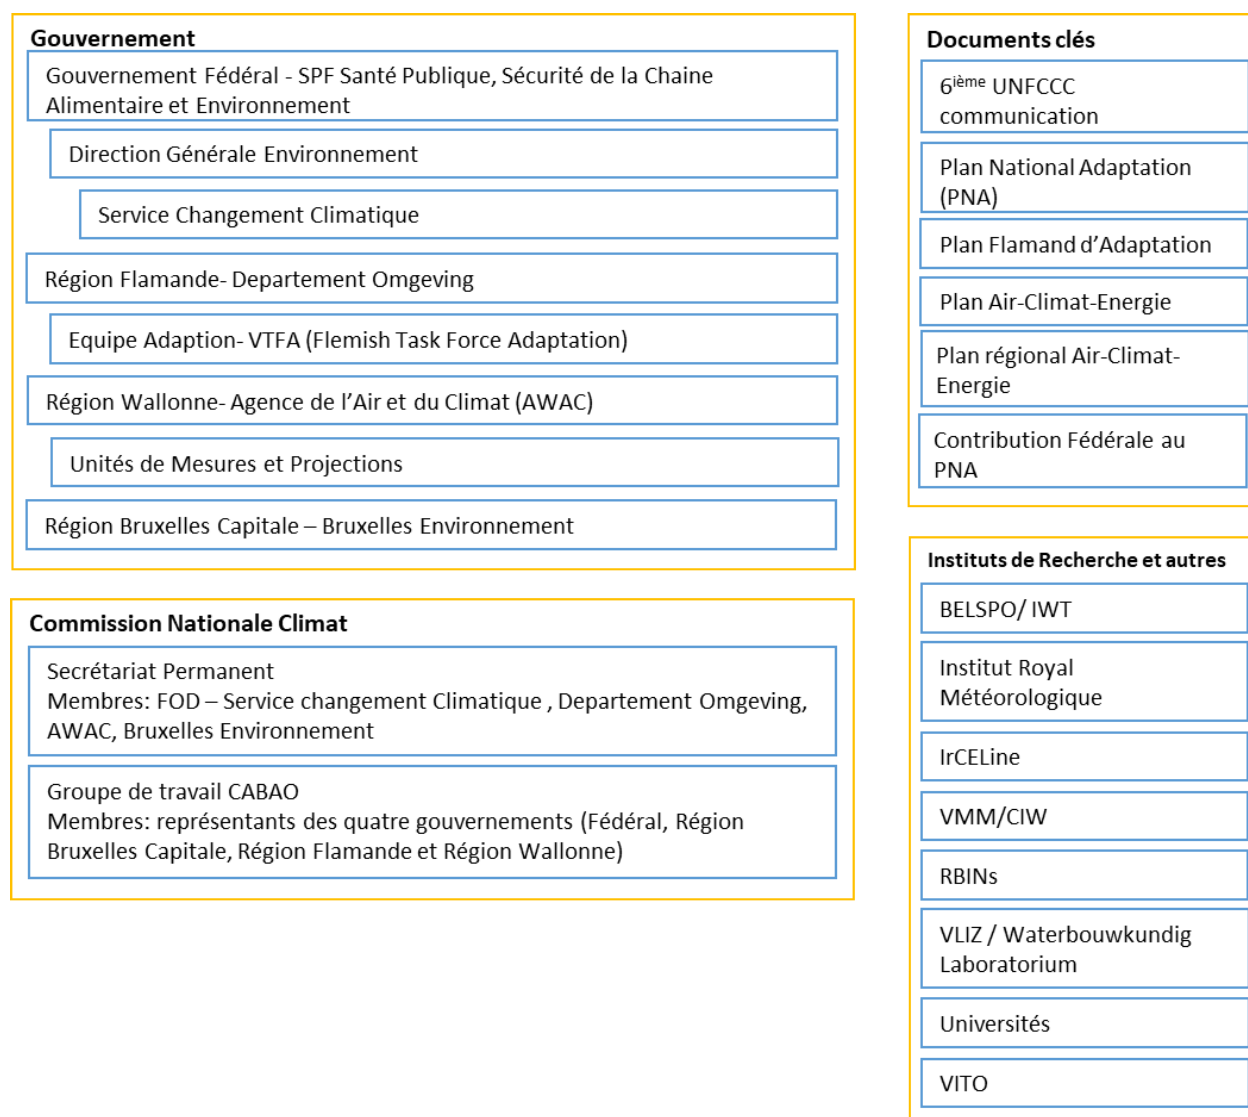 Gouvernement
Gouvernement Fédéral - SPF Santé Publique, Sécurité de la Chaine
Alimentaire et Environnement
Direction Générale Environnement
Service Changement Climatique
Région Flamande- Departement Omgeving
Equipe Adaption- VTFA (Flemish Task Force Adaptation)
Région Wallonne- Agence de l’Air et du Climat (AWAC)
Unités de Mesures et Projections
Région Bruxelles Capitale – Bruxelles Environnement
Commission Nationale Climat
Secrétariat Permanent
Membres: FOD – Service changement Climatique , Departement Omgeving,
AWAC, Bruxelles Environnement
Groupe de travail CABAO
Membres: représentants des quatre gouvernements (Fédéral, Région
Bruxelles Capitale, Région Flamande et Région Wallonne)
Documents clés
6ième UNFCCC
communication
Plan National Adaptation
(PNA)
Plan Flamand d’Adaptation
Plan Air-Climat-Energie
Plan régional Air-Climat-
Energie
Contribution Fédérale au
PNA
Instituts de Recherche et autres
BELSPO/ IWT
Institut Royal
Météorologique
IrCELine
VMM/CIW
RBINs
VLIZ / Waterbouwkundig
Laboratorium
Universités
VITO